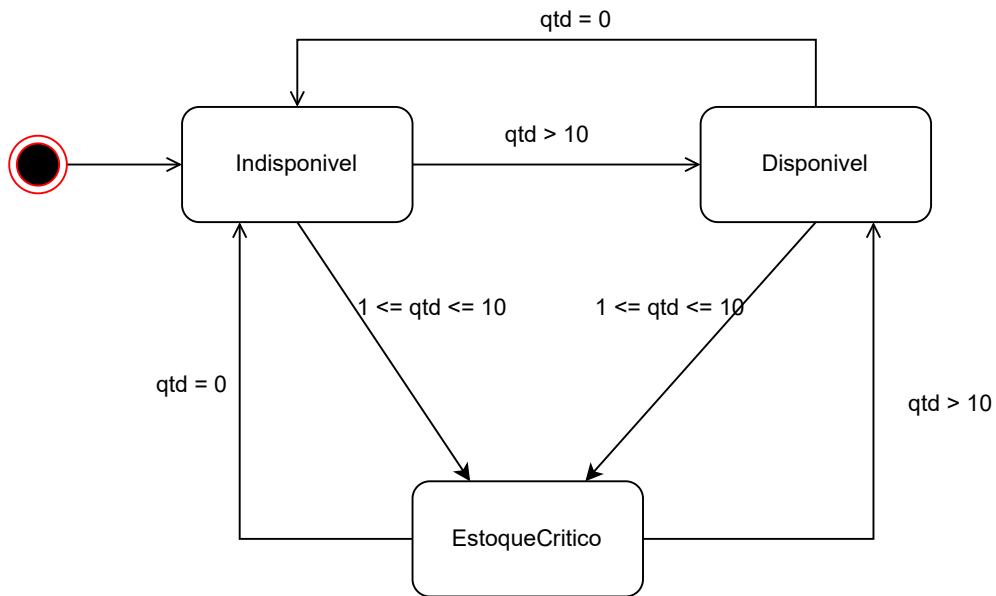 qtd = 0
qtd > 10
Indisponivel
Disponivel
1 <= qtd <= 10
1 <= qtd <= 10
qtd = 0
qtd > 10
EstoqueCritico